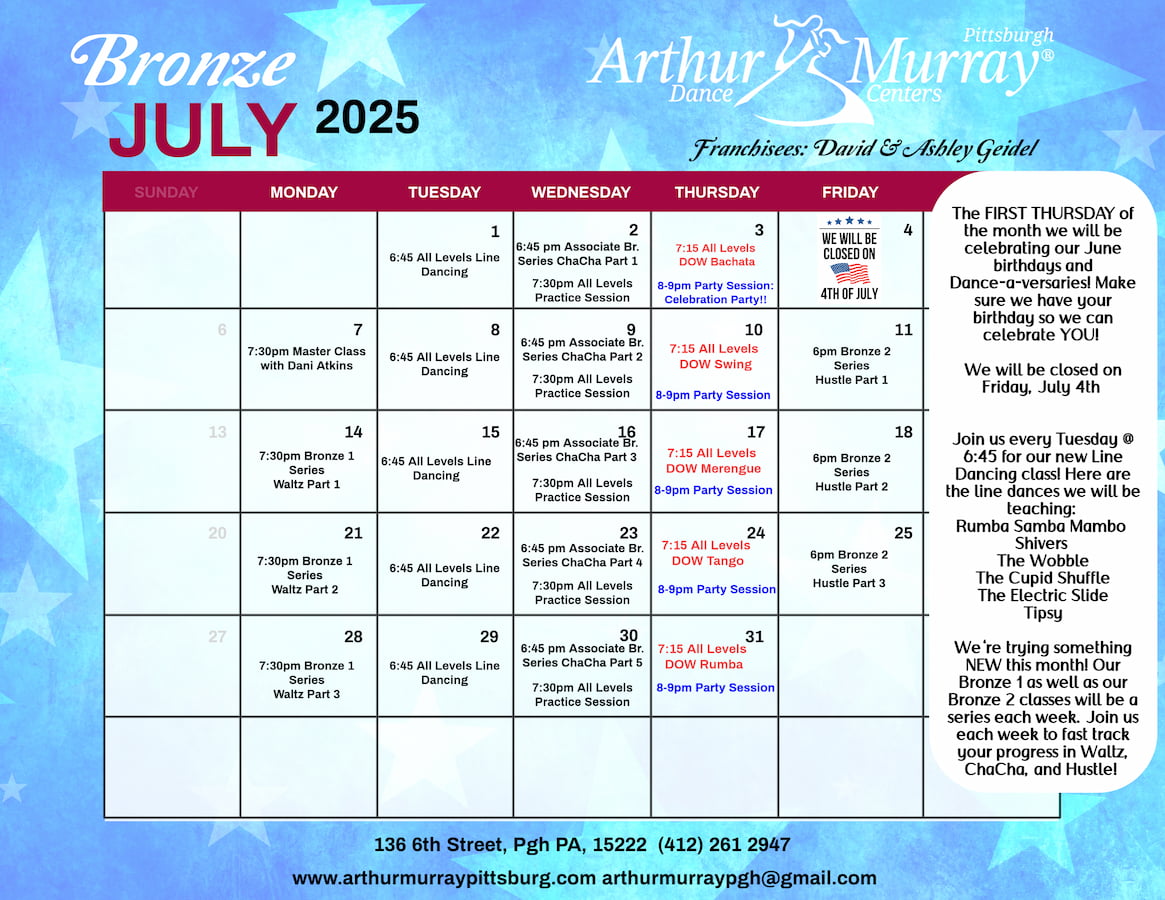 Bronze
JULY 2025
Pittsburgh
Arthur Murray®
Dance Centers
Franchisees: David & Ashley Geidel
SUNDAY MONDAY TUESDAY WEDNESDAY THURSDAY FRIDAY
1
6:45 All Levels Line
Dancing
2
6:45 pm Associate Br.
Series ChaCha Part 1
7:30pm All Levels
Practice Session
3
7:15 All Levels
DOW Bachata
8-9pm Party Session:
Celebration Party!!
4
WE WILL BE
CLOSED ON
4TH OF JULY
6
7
7:30pm Master Class
with Dani Atkins
8
6:45 All Levels Line
Dancing
9
6:45 pm Associate Br.
Series ChaCha Part 2
7:30pm All Levels
Practice Session
10
7:15 All Levels
DOW Swing
8-9pm Party Session
11
6pm Bronze 2
Series
Hustle Part 1
13
14
7:30pm Bronze 1
Series
Waltz Part 1
15
6:45 All Levels Line
Dancing
16
6:45 pm Associate Br.
Series ChaCha Part 3
7:30pm All Levels
Practice Session
17
7:15 All Levels
DOW Merengue
8-9pm Party Session
18
6pm Bronze 2
Series
Hustle Part 2
20
21
7:30pm Bronze 1
Series
Waltz Part 2
22
6:45 All Levels Line
Dancing
23
6:45 pm Associate Br.
Series ChaCha Part 4
7:30pm All Levels
Practice Session
24
7:15 All Levels
DOW Tango
8-9pm Party Session
25
6pm Bronze 2
Series
Hustle Part 3
27
28
7:30pm Bronze 1
Series
Waltz Part 3
29
6:45 All Levels Line
Dancing
30
6:45 pm Associate Br.
Series ChaCha Part 5
7:30pm All Levels
Practice Session
31
7:15 All Levels
DOW Rumba
8-9pm Party Session
The FIRST THURSDAY of
the month we will be
celebrating our June
birthdays and
Dance-a-versaries! Make
sure we have your
birthday so we can
celebrate YOU!
We will be closed on
Friday, July 4th
Join us every Tuesday @
6:45 for our new Line
Dancing class! Here are
the line dances we will be
teaching:
Rumba Samba Mambo
Shivers
The Wobble
The Cupid Shuffle
The Electric Slide
Tipsy
We're trying something
NEW this month! Our
Bronze 1 as well as our
Bronze 2 classes will be a
series each week. Join us
each week to fast track
your progress in Waltz,
ChaCha, and Hustle!
136 6th Street, Pgh PA, 15222 (412) 261 2947
www.arthurmurraypittsburg.com arthurmurraypgh@gmail.com